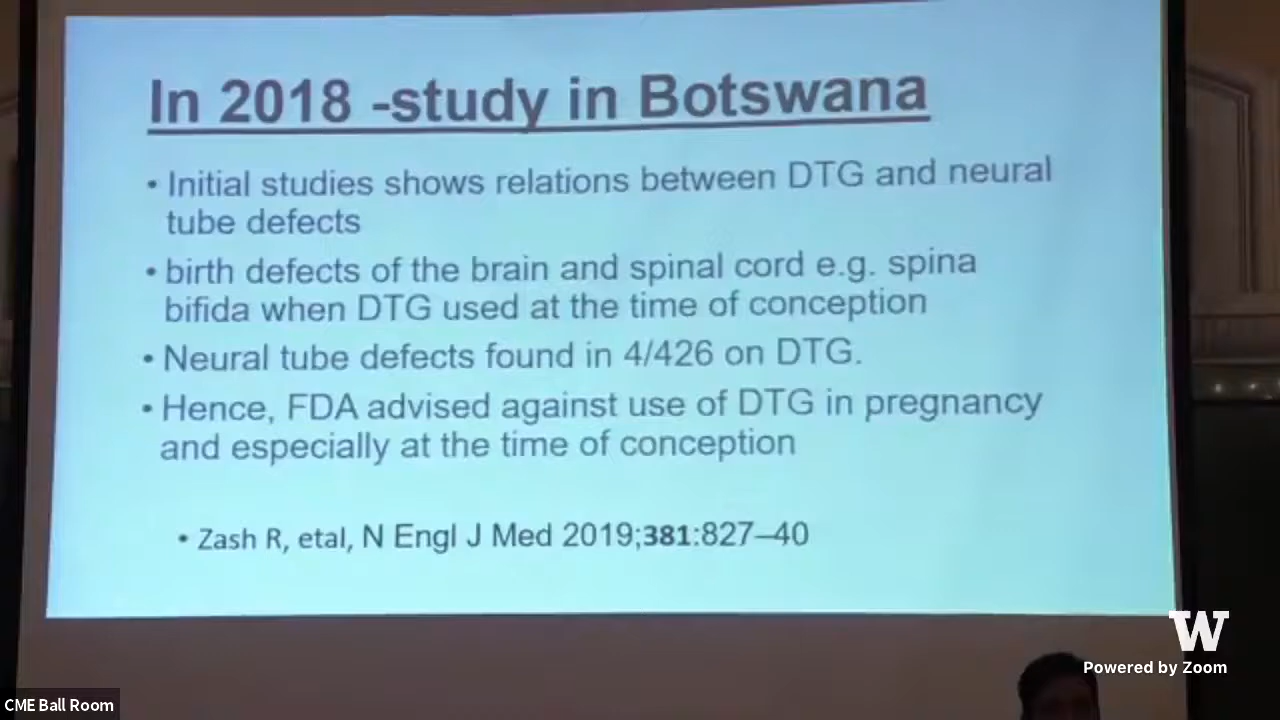 In 2018 -study in Botswana
• Initial studies shows relations between DTG and neural
tube defects
• birth defects of the brain and spinal cord e.g. spina
bifida when DTG used at the time of conception
• Neural tube defects found in 4/426 on DTG.
• Hence, FDA advised against use of DTG in pregnancy
and especially at the time of conception
• Zash R, etal, N Engl J Med 2019;381:827–40
W
Powered by Zoom
CME Ball Room